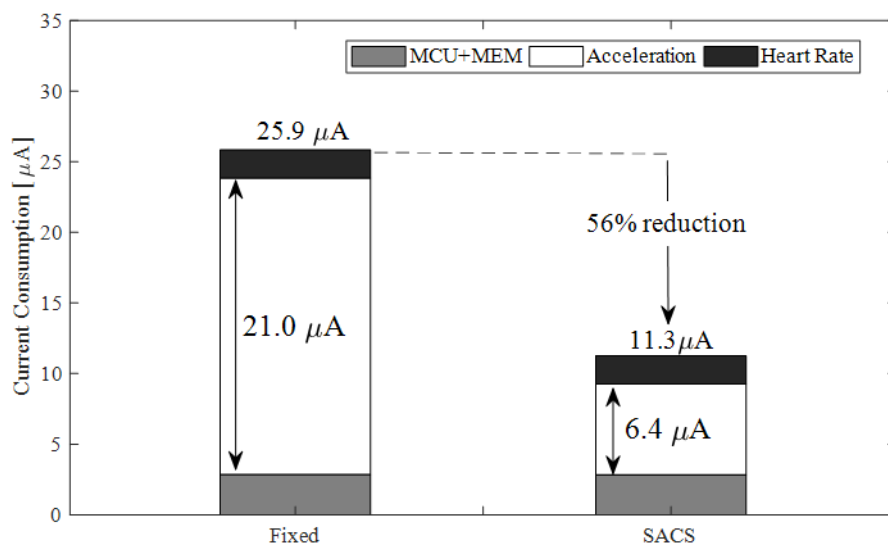 35
30
25
20
15
10
5
0
Current Consumption [ μA]
MCU+MEM Acceleration Heart Rate
25.9 μA
56% reduction
21.0 μA
11.3μA
6.4 μA
Fixed SACS